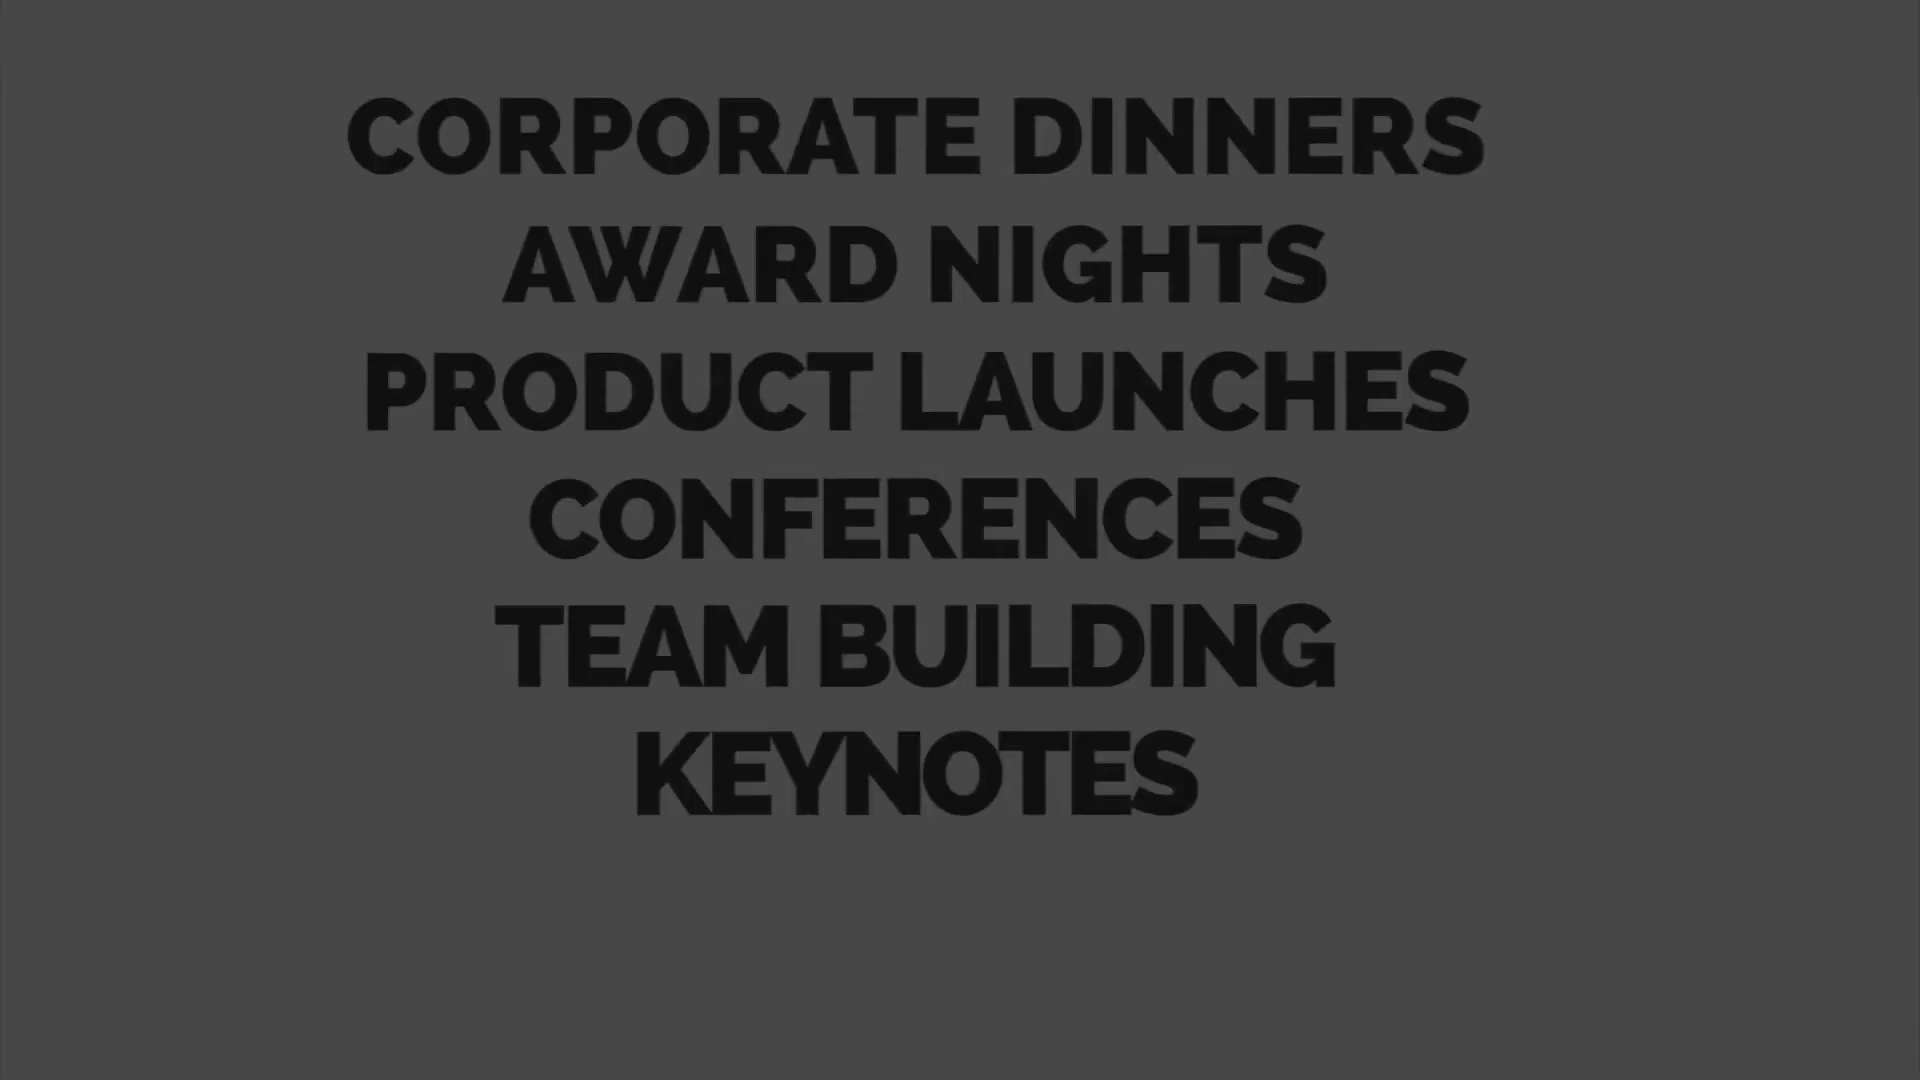 CORPORATE DINNERS
AWARD NIGHTS
PRODUCT LAUNCHES
CONFERENCES
TEAM BUILDING
KEYNOTES